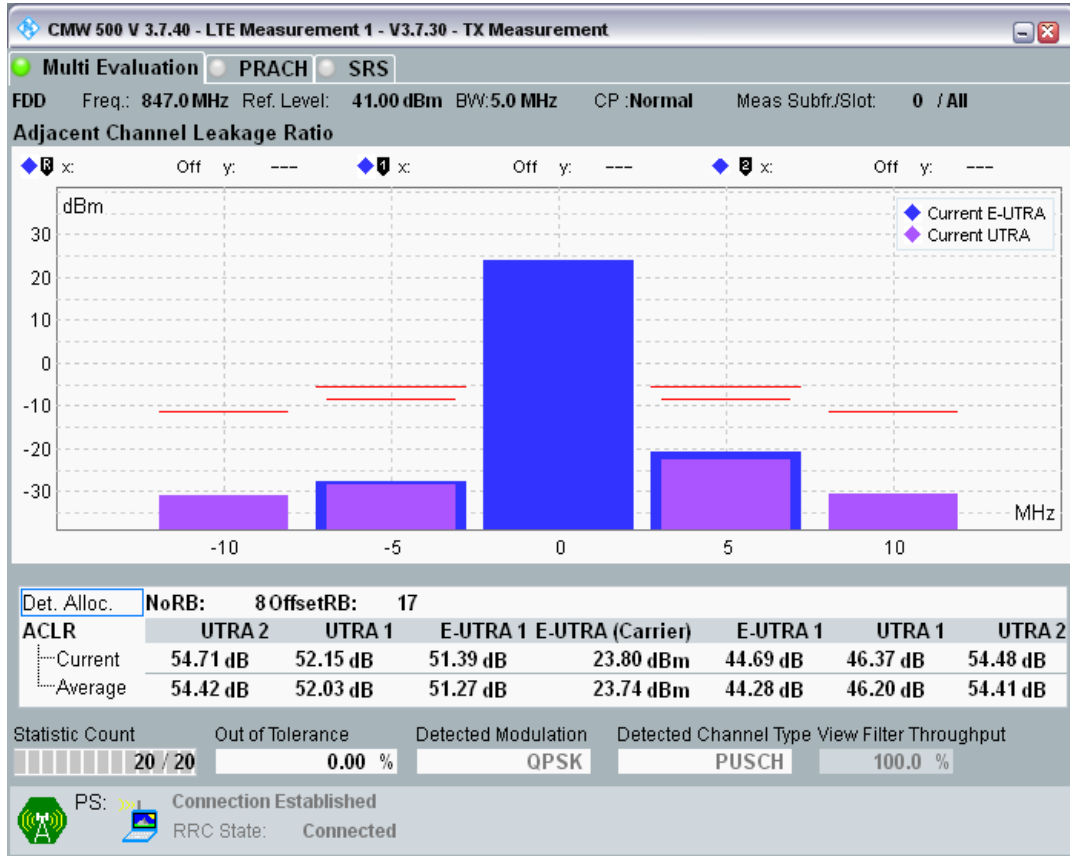 CMW 500 V 3.7.40 - LTE Measurement 1 - V3.7.30 - TX Measurement
Multi Evaluation PRACH SRS
FDD Freq.: 847.0 MHz Ref. Level: 41.00 dBm BW: 5.0 MHz CP : Normal Meas Subfr./Slot: 0 / All
Adjacent Channel Leakage Ratio
R x: Off y: --- 1 x: Off y: --- 2 x: Off y: ---
dBm
Current E-UTRA
Current UTRA
30
20
10
0
-10
-20
-30
MHz
-10 -5 0 5 10
Det. Alloc. NoRB: 8 OffsetRB: 17
ACLR UTRA 2 UTRA 1 E-UTRA 1 E-UTRA (Carrier) E-UTRA 1 UTRA 1 UTRA 2
Current 54.71 dB 52.15 dB 51.39 dB 23.80 dBm 44.69 dB 46.37 dB 54.48 dB
Average 54.42 dB 52.03 dB 51.27 dB 23.74 dBm 44.28 dB 46.20 dB 54.41 dB
Statistic Count Out of Tolerance Detected Modulation Detected Channel Type View Filter Throughput
20 / 20 0.00 % QPSK PUSCH 100.0 %
PS: Connection Established
RRC State: Connected